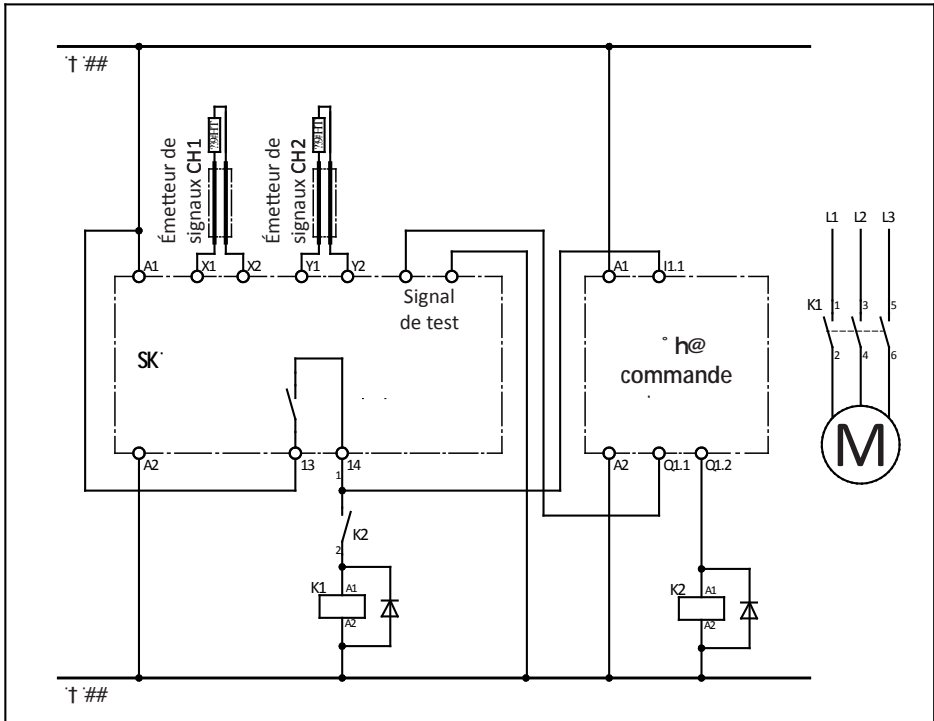 Émetteur de
signaux CH1
Émetteur de
signaux CH2
A1
X1
X2
Y1
Y2
Signal
de test
SK
13
14
A2
A1
I1.1
commande
A2
Q1.1
Q1.2
L1 L2 L3
K1
1
3
5
2
4
6
M
1
K2
2
K1
A1
A2
K2
A1
A2